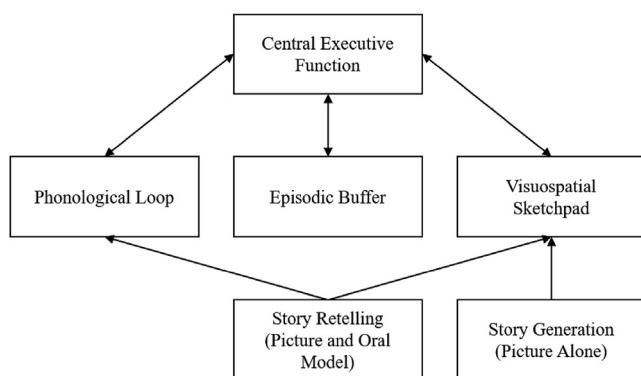 Central Executive
Function
Phonological Loop
Episodic Buffer
Visuospatial
Sketchpad
Story Retelling
(Picture and Oral
Model)
Story Generation
(Picture Alone)